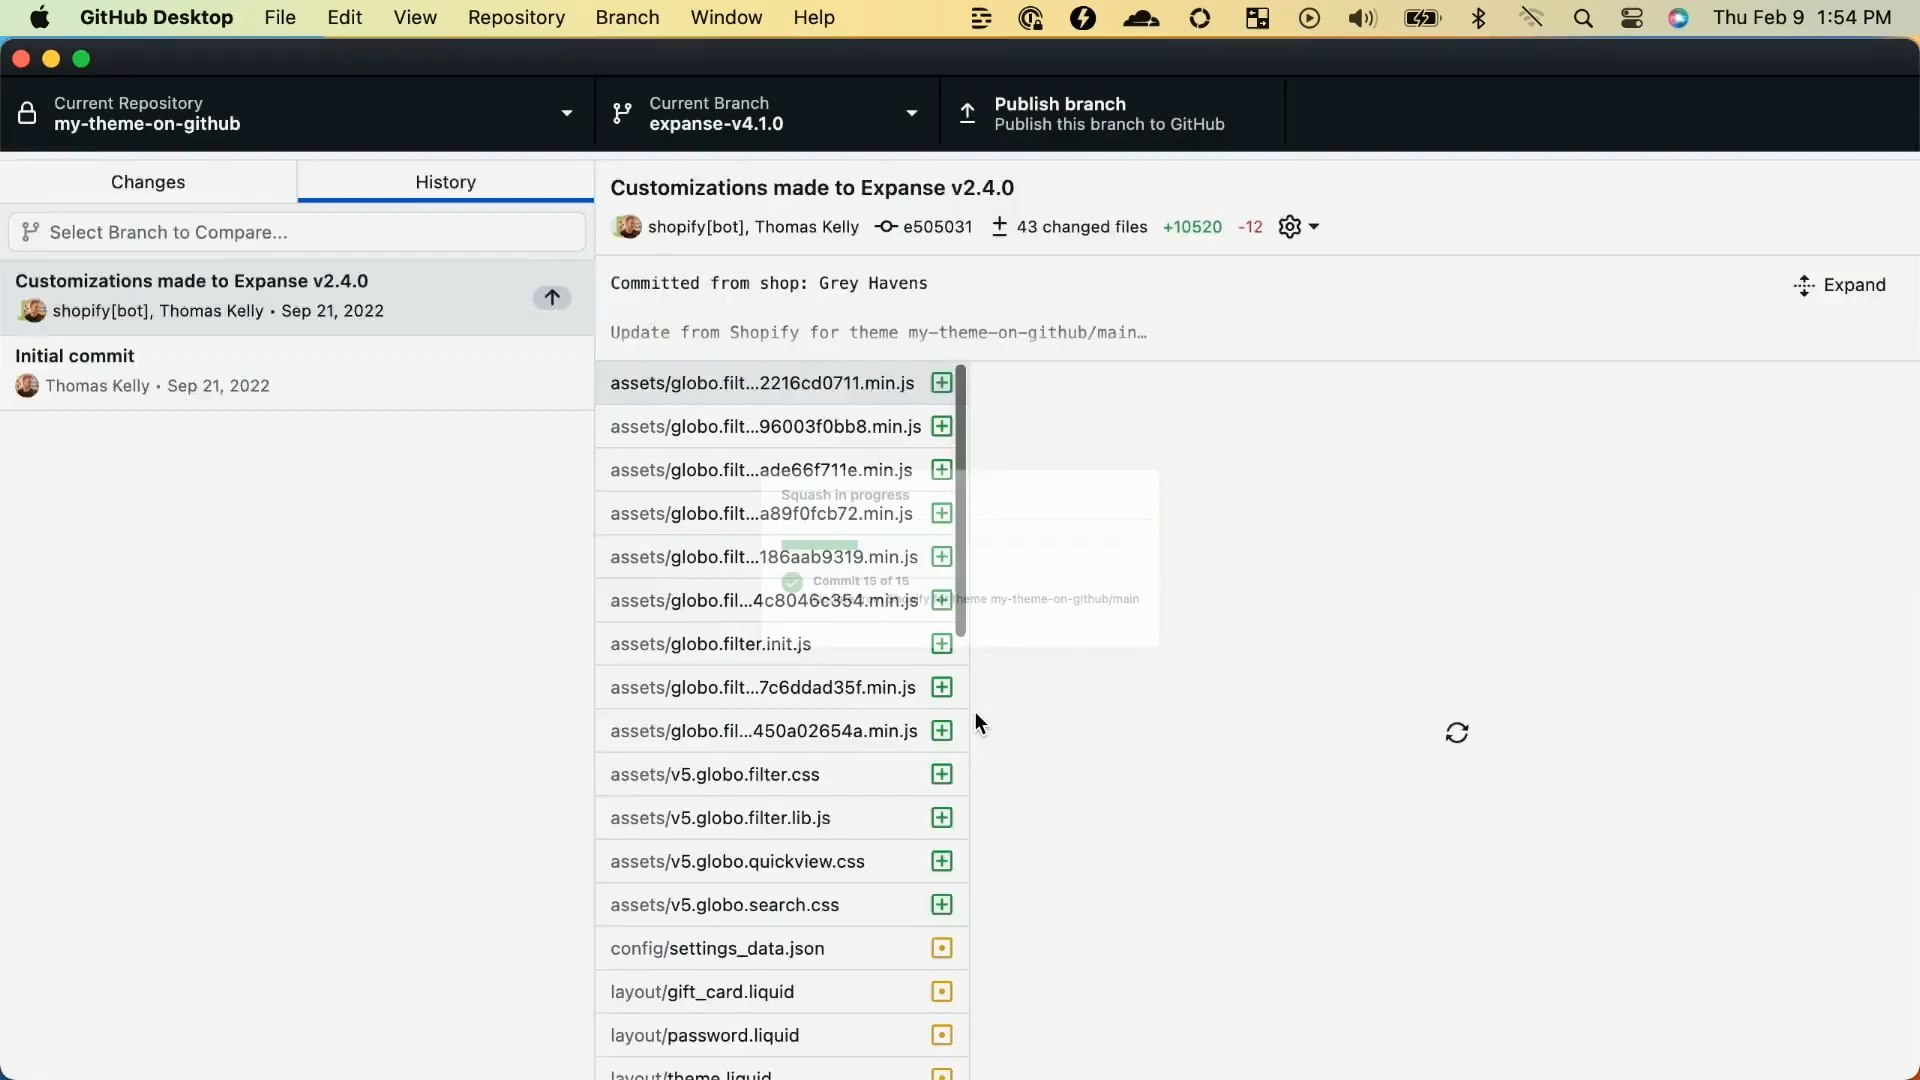 GitHub Desktop File Edit View Repository Branch Window Help Thu Feb 9 1:54 PM
Current Repository
my-theme-on-github
Current Branch
expanse-v4.1.0
Publish branch
Publish this branch to GitHub
Changes
History
Select Branch to Compare...
Customizations made to Expanse v2.4.0
shopify[bot], Thomas Kelly • Sep 21, 2022
Initial commit
Thomas Kelly • Sep 21, 2022
Customizations made to Expanse v2.4.0
shopify[bot], Thomas Kelly e505031 43 changed files +10520 -12
Committed from shop: Grey Havens
Expand
Update from Shopify for theme my-theme-on-github/main…
assets/globo.filt...2216cd0711.min.js
assets/globo.filt...96003f0bb8.min.js
assets/globo.filt...ade66f711e.min.js
Squash in progress
assets/globo.filt...a89f0fcb72.min.js
assets/globo.filt...186aab9319.min.js
Commit 15 of 15
assets/globo.fil...4c8046c354.min.js
theme my-theme-on-github/main
assets/globo.filter.init.js
assets/globo.filt...7c6ddad35f.min.js
assets/globo.fil...450a02654a.min.js
assets/v5.globo.filter.css
assets/v5.globo.filter.lib.js
assets/v5.globo.quickview.css
assets/v5.globo.search.css
config/settings_data.json
layout/gift_card.liquid
layout/password.liquid
layout/theme.liquid